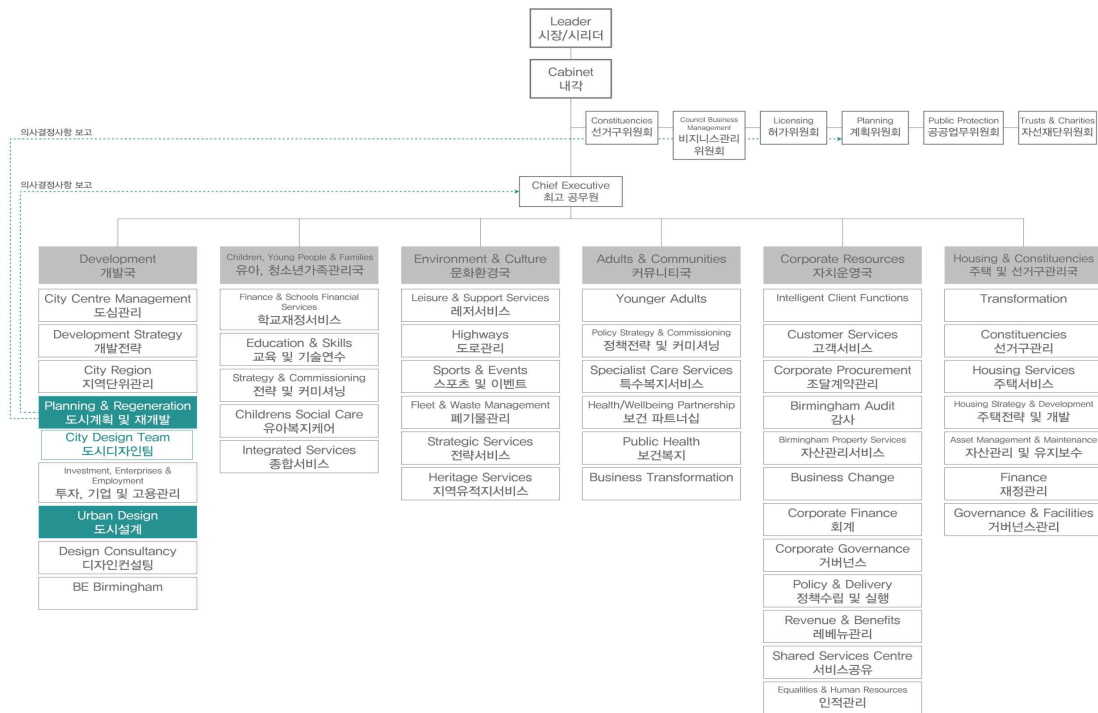 Leader
시장/시리더
Cabinet
내각
의사결정사항 보고
Constituencies
선거구위원회
Council Business
Management
비지니스관리
위원회
Licensing
허가위원회
Planning
계획위원회
Public Protection
공공업무위원회
Trusts & Charities
자선재단위원회
의사결정사항 보고
Chief Executive
최고 공무원
Development
개발국
City Centre Management
도심관리
Development Strategy
개발전략
City Region
지역단위관리
Planning & Regeneration
도시계획 및 재개발
City Design Team
도시디자인팀
Investment, Enterprises &
Employment
투자, 기업 및 고용관리
Urban Design
도시설계
Design Consultancy
디자인컨설팅
BE Birmingham
Children, Young People & Families
유아, 청소년가족관리국
Finance & Schools Financial
Services
학교재정서비스
Education & Skills
교육 및 기술연수
Strategy & Commissioning
전략 및 커미셔닝
Childrens Social Care
유아복지케어
Integrated Services
종합서비스
Environment & Culture
문화환경국
Leisure & Support Services
레저서비스
Highways
도로관리
Sports & Events
스포츠 및 이벤트
Fleet & Waste Management
폐기물관리
Strategic Services
전략서비스
Heritage Services
지역유적지서비스
Adults & Communities
커뮤니티국
Younger Adults
Policy Strategy & Commissioning
정책전략 및 커미셔닝
Specialist Care Services
특수복지서비스
Health/Wellbeing Partnership
보건 파트너십
Public Health
보건복지
Business Transformation
Corporate Resources
자치운영국
Intelligent Client Functions
Customer Services
고객서비스
Corporate Procurement
조달계약관리
Birmingham Audit
감사
Birmingham Property Services
자산관리서비스
Business Change
Corporate Finance
회계
Corporate Governance
거버넌스
Policy & Delivery
정책수립 및 실행
Revenue & Benefits
레베뉴관리
Shared Services Centre
서비스공유
Equalities & Human Resources
인적관리
Housing & Constituencies
주택 및 선거구관리국
Transformation
Constituencies
선거구관리
Housing Services
주택서비스
Housing Strategy & Development
주택전략 및 개발
Asset Management & Maintenance
자산관리 및 유지보수
Finance
재정관리
Governance & Facilities
거버넌스관리